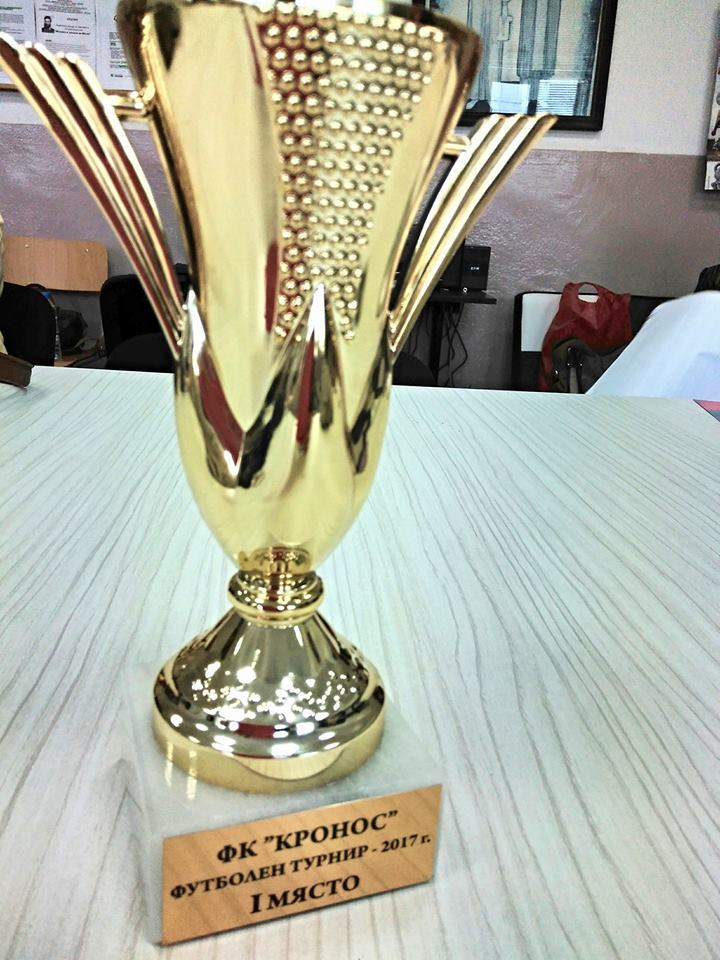 ФК "КРОНОС"
ФУТБОЛЕН ТУРНИР - 2017 г.
I МЯСТО